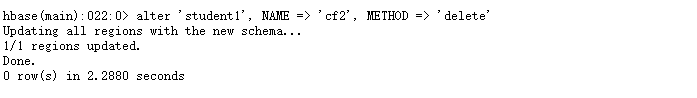 hbase(main):022:0> alter 'student1', NAME => 'cf2', METHOD => 'delete'
Updating all regions with the new schema...
1/1 regions updated.
Done.
0 row(s) in 2.2880 seconds